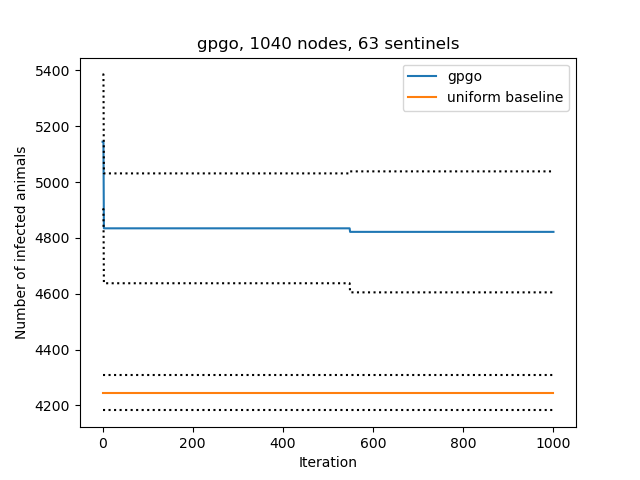 gpgo, 1040 nodes, 63 sentinels
gpgo
uniform baseline
5400
5200
5000
4800
4600
4400
4200
Number of infected animals
0 200 400 600 800 1000
Iteration